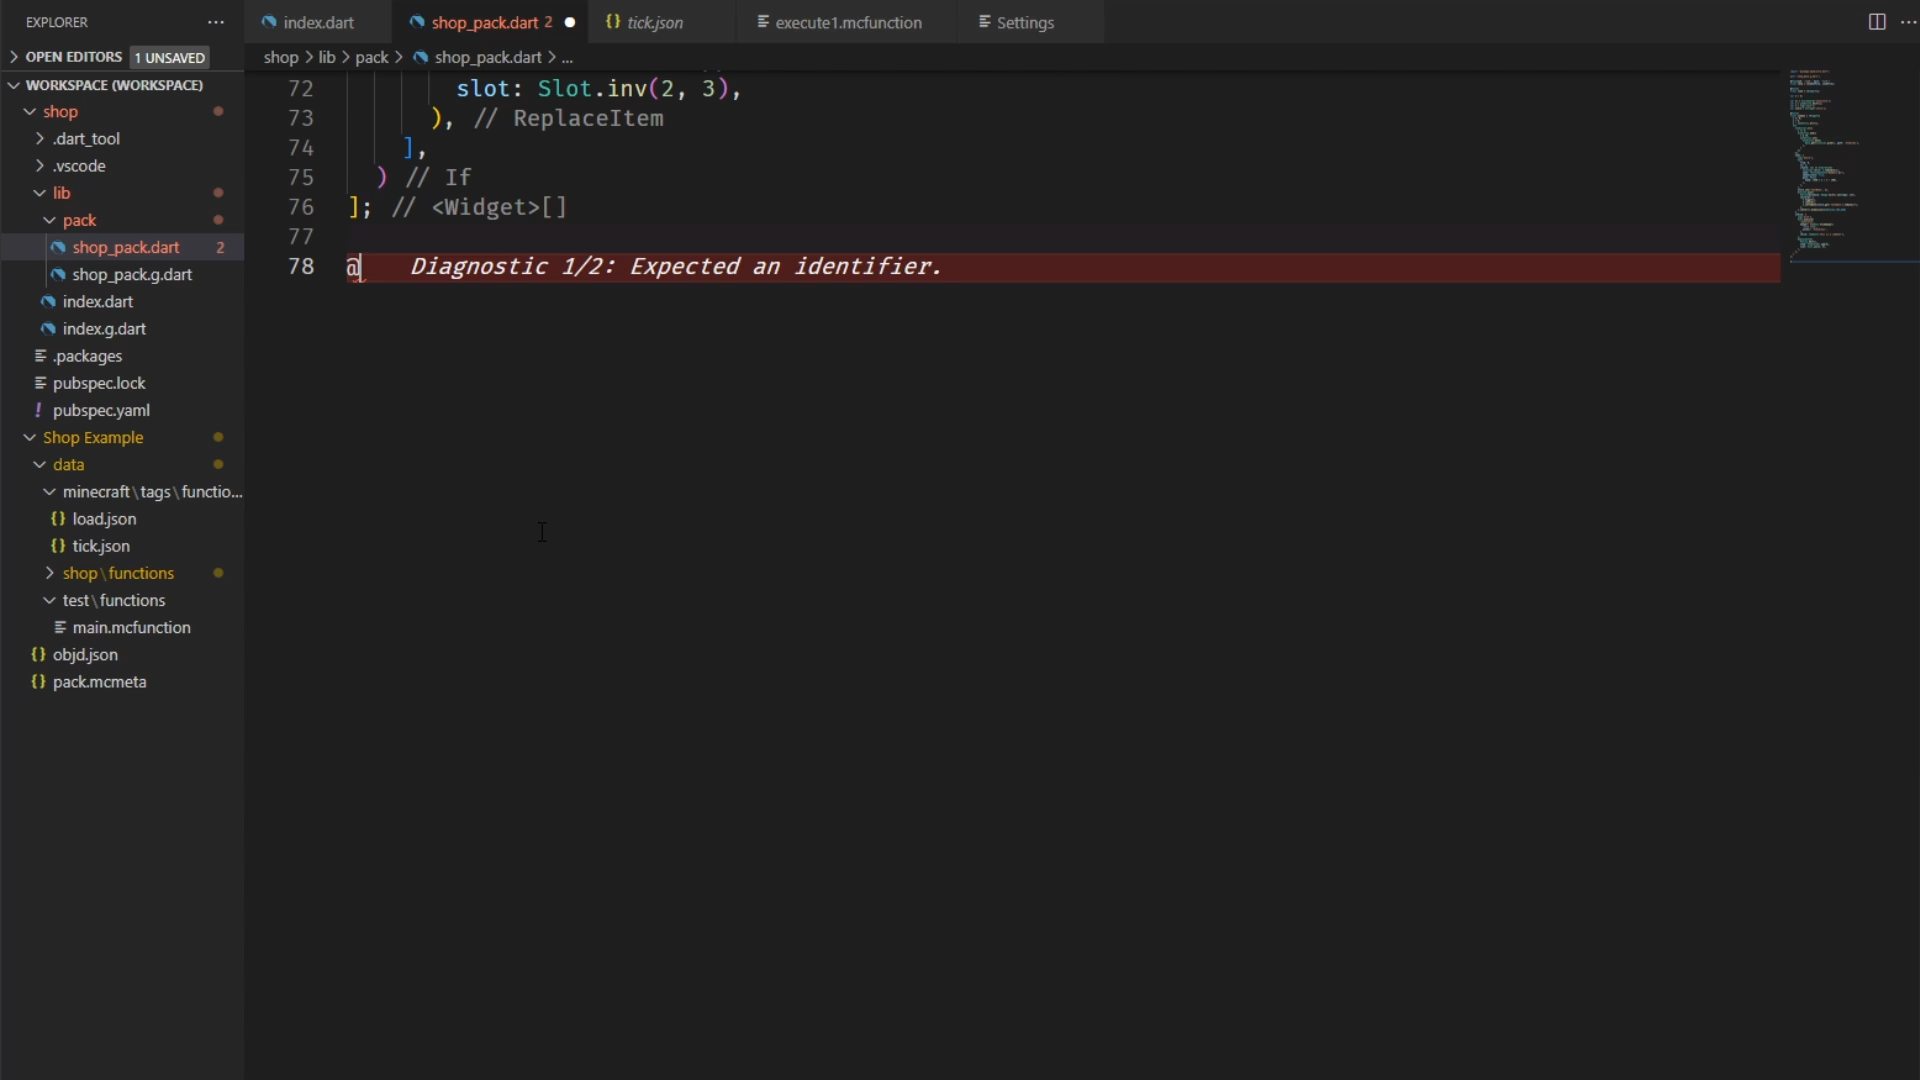 EXPLORER
index.dart
shop_pack.dart 2
tick.json
execute1.mcfunction
Settings
OPEN EDITORS 1 UNSAVED
shop > lib > pack > shop_pack.dart > ...
WORKSPACE (WORKSPACE)
shop
.dart_tool
.vscode
lib
pack
shop_pack.dart 2
shop_pack.g.dart
index.dart
index.g.dart
.packages
pubspec.lock
! pubspec.yaml
Shop Example
data
minecraft\tags\functio...
{} load.json
{} tick.json
shop\functions
test\functions
main.mcfunction
{} objd.json
{} pack.mcmeta
72 slot: Slot.inv(2, 3),
73 ), // ReplaceItem
74 ],
75 ) // If
76 ]; // <Widget>[]
77
78 @ Diagnostic 1/2: Expected an identifier.